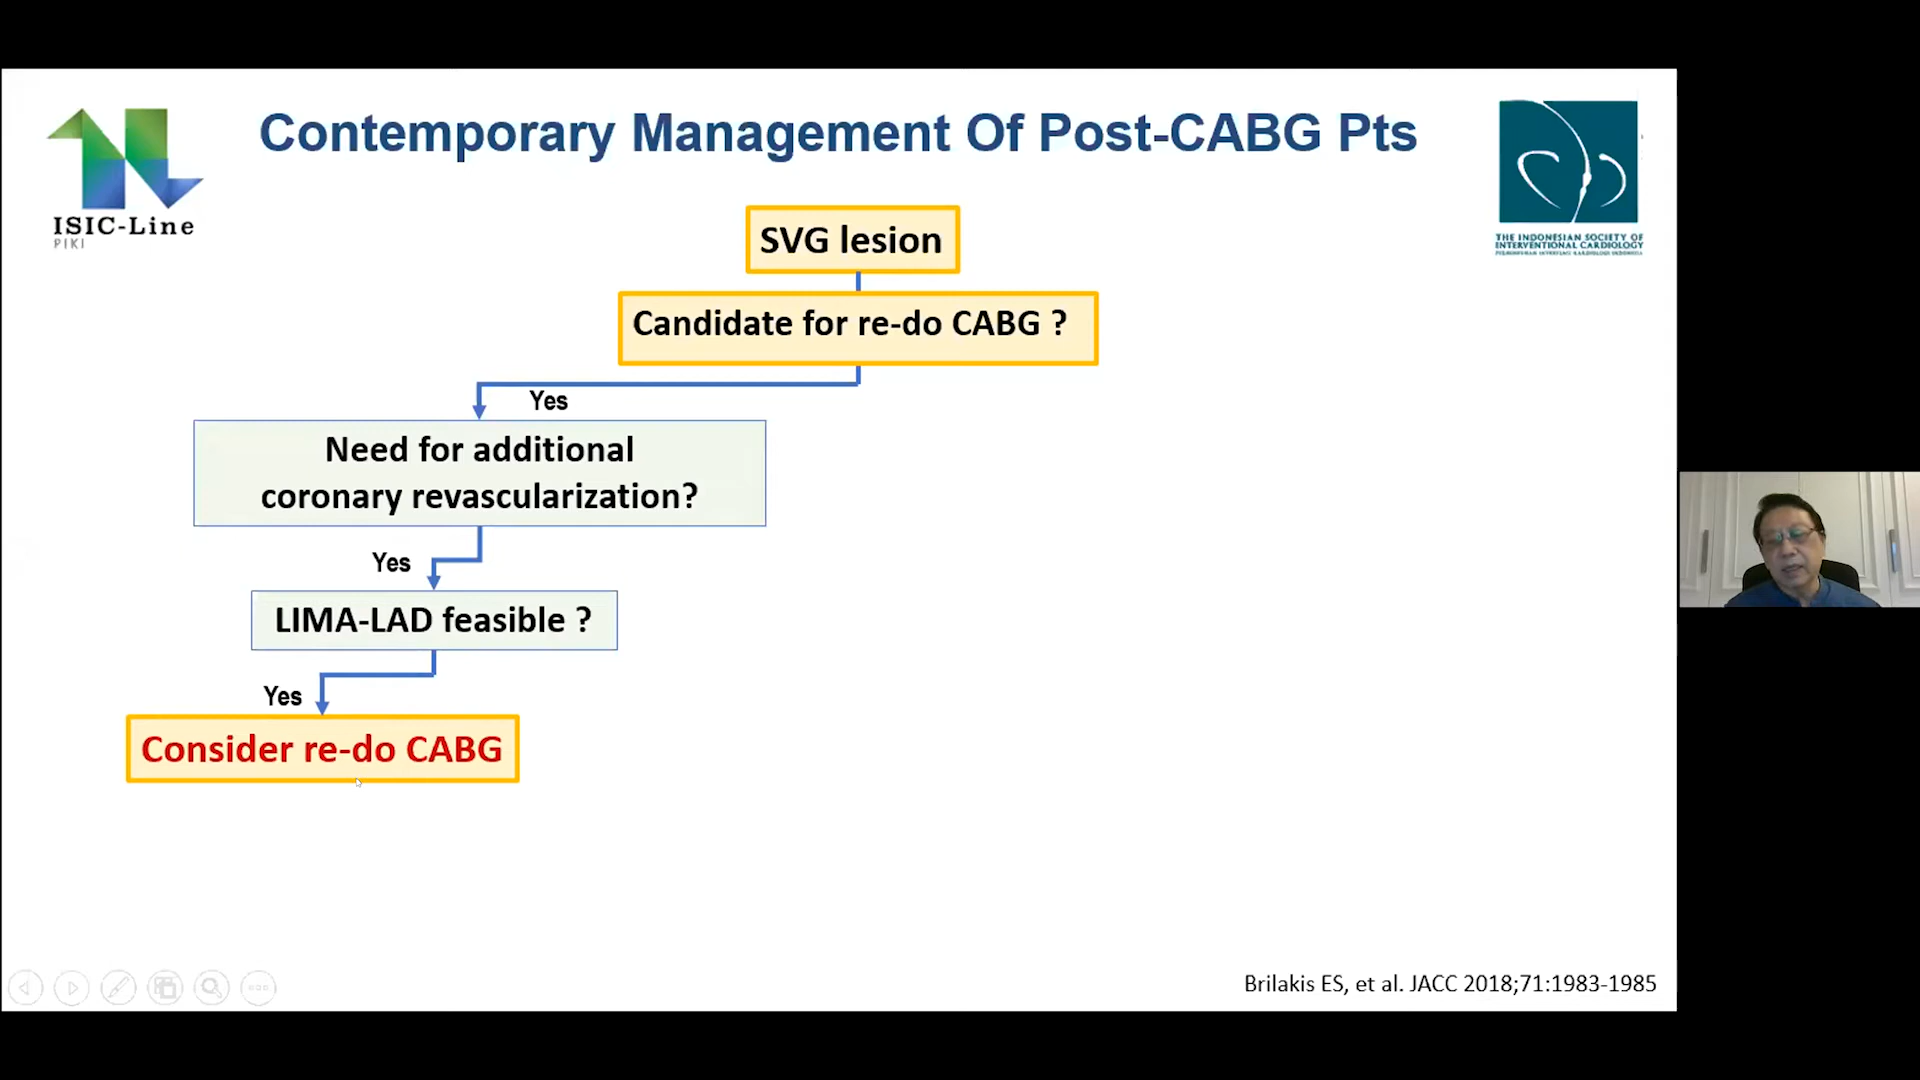 Contemporary Management Of Post-CABG Pts
ISIC-Line
PIKI
THE INDONESIAN SOCIETY OF
INTERVENTIONAL CARDIOLOGY
SVG lesion
Candidate for re-do CABG ?
Yes
Need for additional
coronary revascularization?
Yes
LIMA-LAD feasible ?
Yes
Consider re-do CABG
Brilakis ES, et al. JACC 2018;71:1983-1985